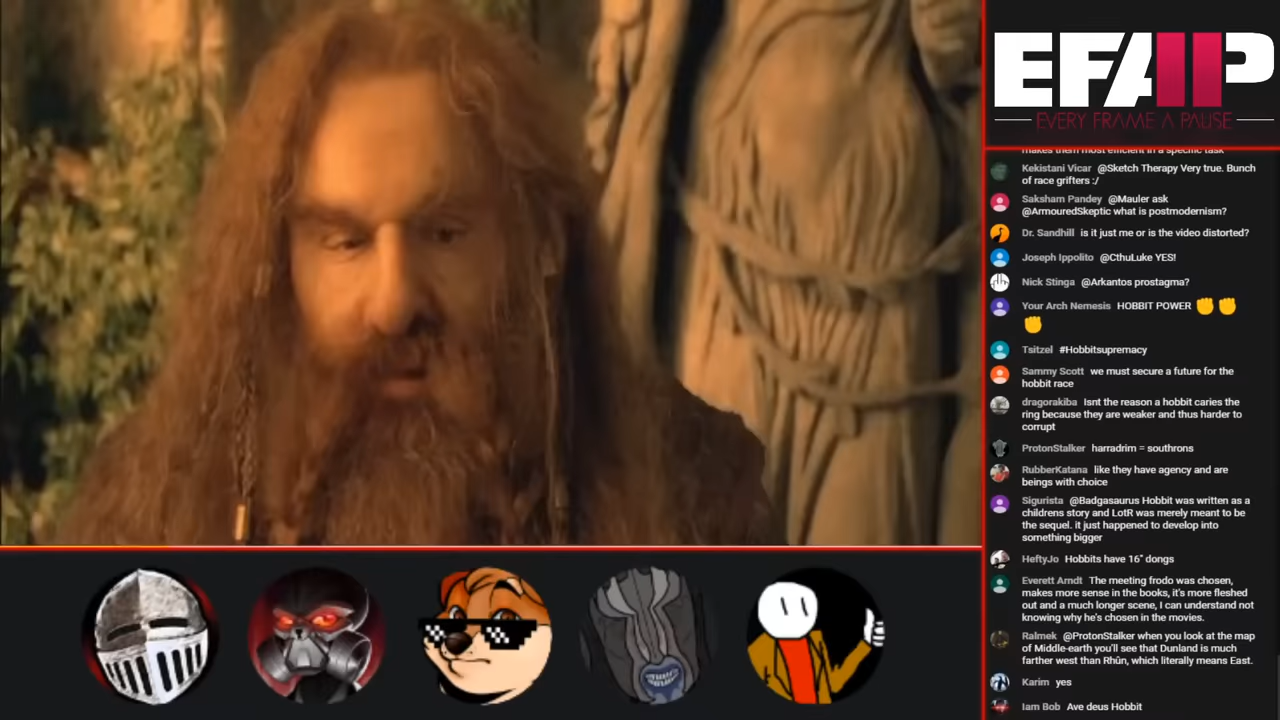 EFAP
EVERY FRAME A PAUSE
makes them most efficient in a specific task
Kekistani Vicar @Sketch Therapy Very true. Bunch
of race grifters :/
Saksham Pandey @Mauler ask
@ArmouredSkeptic what is postmodernism?
Dr. Sandhill is it just me or is the video distorted?
Joseph Ippolito @CthuLuke YES!
Nick Stinga @Arkantos prostagma?
Your Arch Nemesis HOBBIT POWER ✊ ✊
✊
Tsitzel #Hobbitsupremacy
Sammy Scott we must secure a future for the
hobbit race
dragorakiba Isnt the reason a hobbit caries the
ring because they are weaker and thus harder to
corrupt
ProtonStalker harradrim = southrons
RubberKatana like they have agency and are
beings with choice
Sigurista @Badgasaurus Hobbit was written as a
childrens story and LotR was merely meant to be
the sequel. it just happened to develop into
something bigger
HeftyJo Hobbits have 16" dongs
Everett Arndt The meeting frodo was chosen,
makes more sense in the books, it's more fleshed
out and a much longer scene, I can understand not
knowing why he's chosen in the movies.
Ralmek @ProtonStalker when you look at the map
of Middle-earth you'll see that Dunland is much
farther west than Rhûn, which literally means East.
Karim yes
Iam Bob Ave deus Hobbit